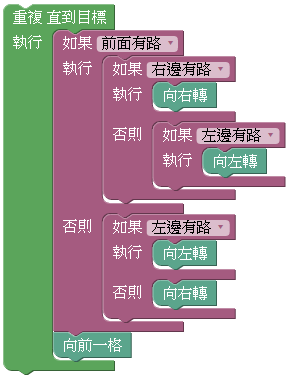 重複 直到目標
執行 如果 前面有路
執行 如果 右邊有路
執行 向右轉
否則 如果 左邊有路
執行 向左轉
否則 如果 左邊有路
執行 向左轉
否則 向右轉
向前一格